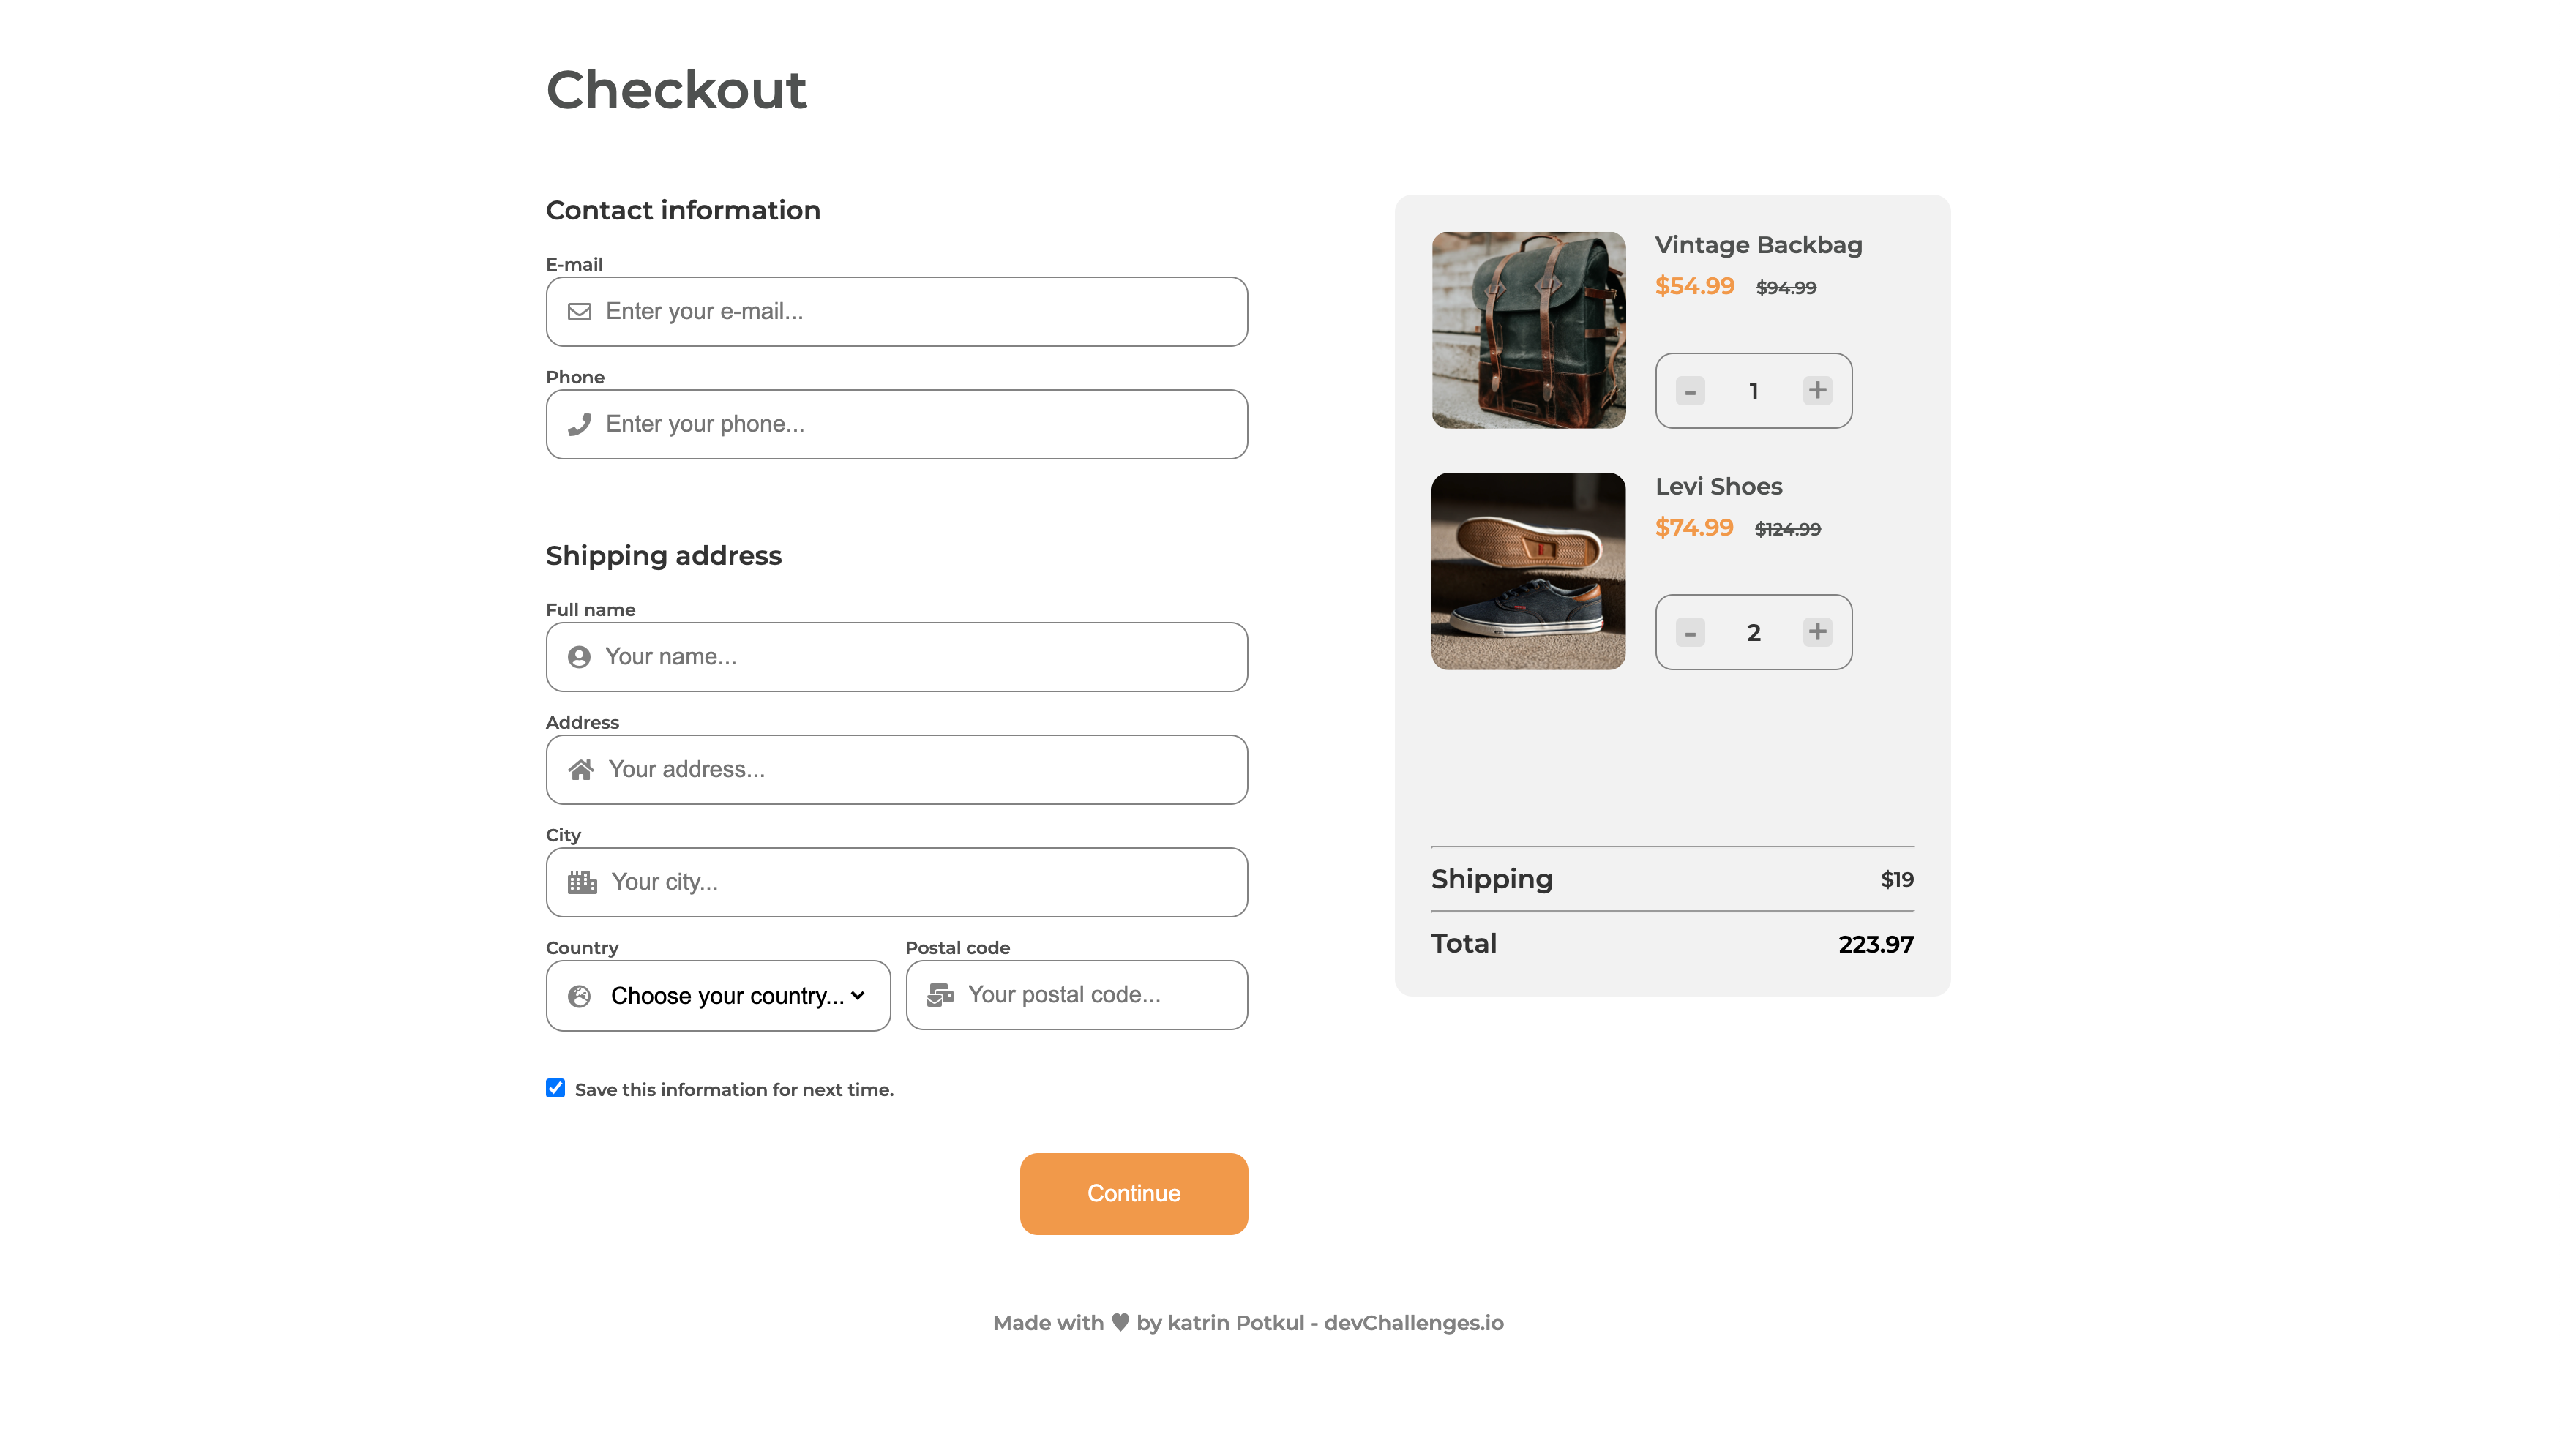 Checkout
Contact information
E-mail
Enter your e-mail...
Phone
Enter your phone...
Shipping address
Full name
Your name...
Address
Your address...
City
Your city...
Country
Choose your country...
Postal code
Your postal code...
Save this information for next time.
Continue
Vintage Backbag
$54.99 $94.99
- 1 +
Levi Shoes
$74.99 $124.99
- 2 +
Shipping $19
Total 223.97
Made with ♥ by katrin Potkul - devChallenges.io